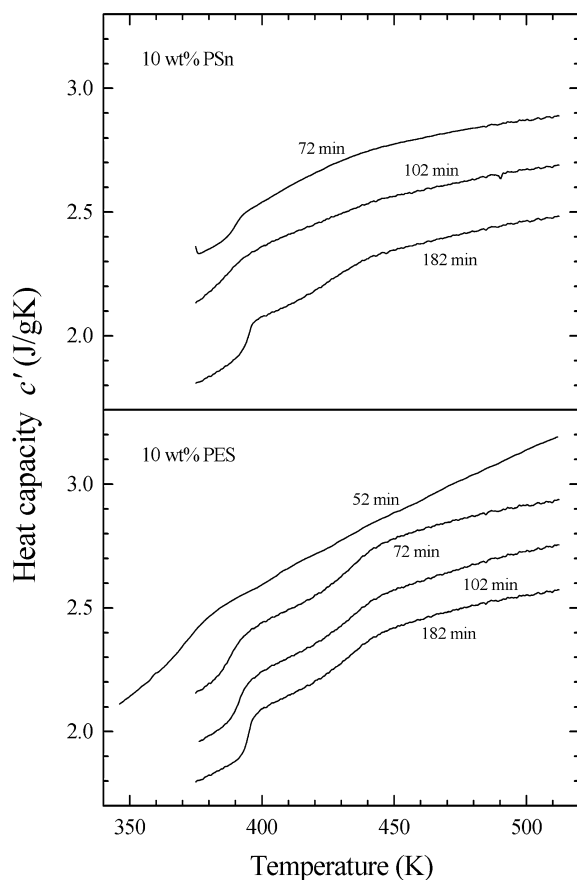 10 wt% PSn
3.0
72 min
102 min
2.5
182 min
2.0
Heat capacity c' (J/gK)
10 wt% PES
3.0
52 min
72 min
102 min
2.5
182 min
2.0
350 400 450 500
Temperature (K)